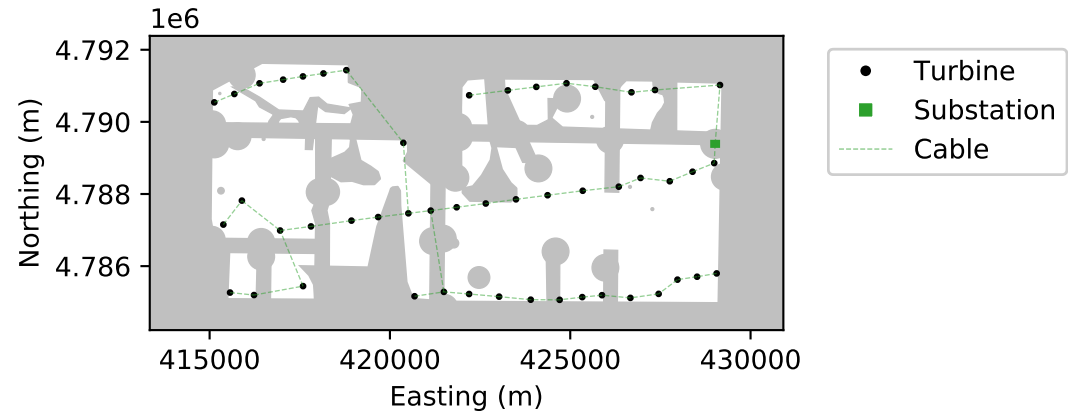 1e6
4.792
4.790
4.788
4.786
Northing (m)
415000 420000 425000 430000
Easting (m)
Turbine
Substation
Cable